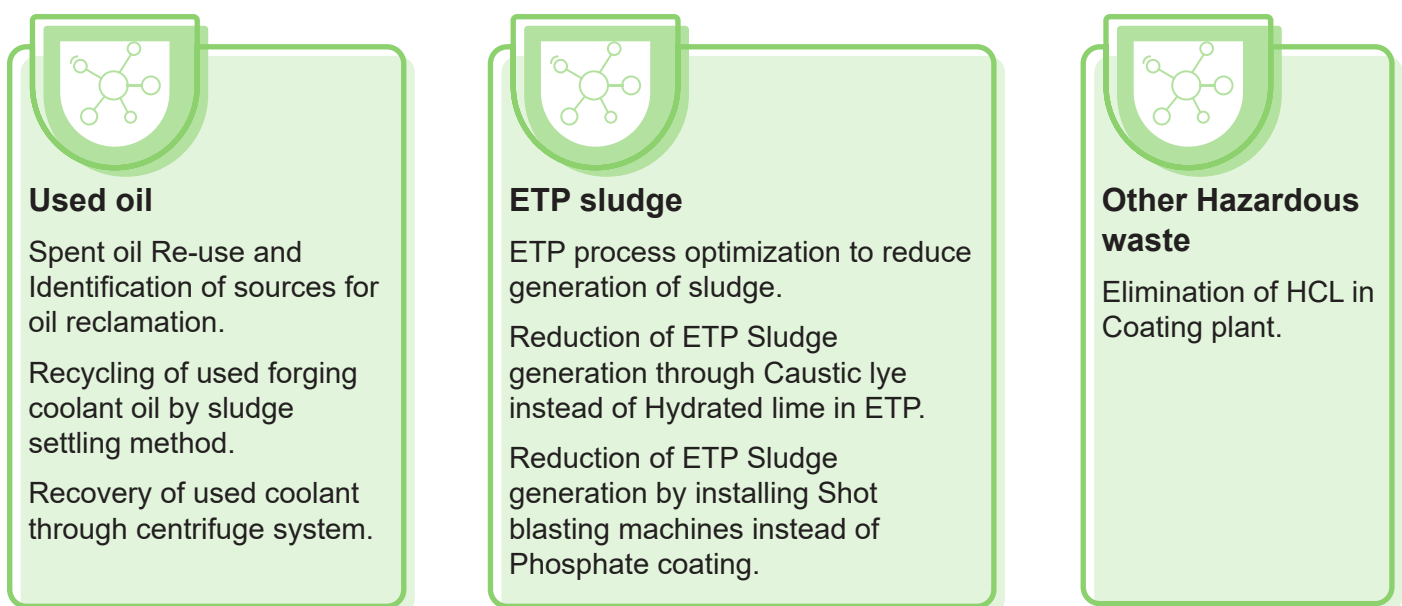 Used oil
Spent oil Re-use and
Identification of sources for
oil reclamation.
Recycling of used forging
coolant oil by sludge
settling method.
Recovery of used coolant
through centrifuge system.
ETP sludge
ETP process optimization to reduce
generation of sludge.
Reduction of ETP Sludge
generation through Caustic lye
instead of Hydrated lime in ETP.
Reduction of ETP Sludge
generation by installing Shot
blasting machines instead of
Phosphate coating.
Other Hazardous
waste
Elimination of HCL in
Coating plant.